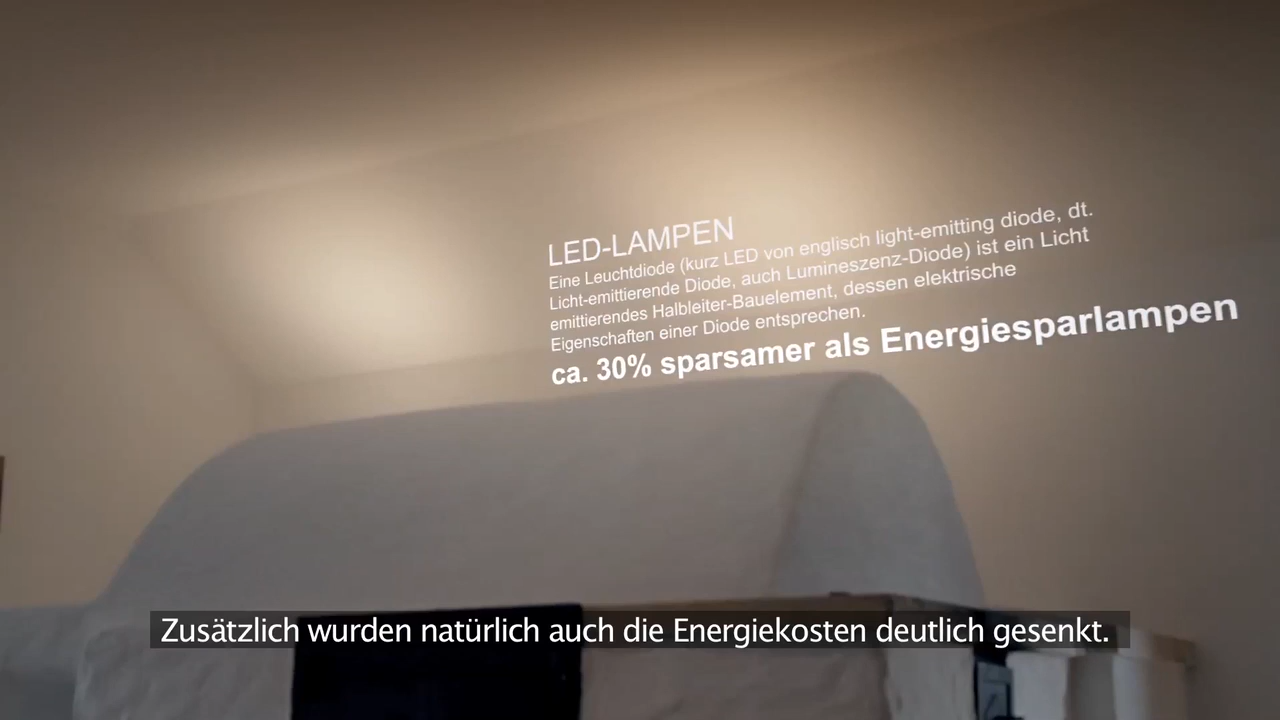 LED-LAMPEN
Eine Leuchtdiode (kurz LED von englisch light-emitting diode, dt.
Licht-emittierende Diode, auch Lumineszenz-Diode) ist ein Licht
emittierendes Halbleiter-Bauelement, dessen elektrische
Eigenschaften einer Diode entsprechen.
ca. 30% sparsamer als Energiesparlampen
Zusätzlich wurden natürlich auch die Energiekosten deutlich gesenkt.